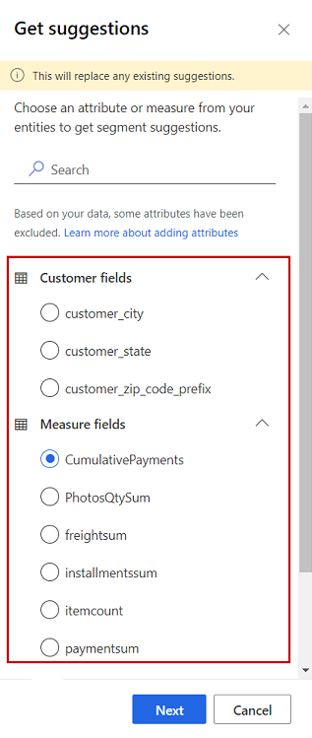 Get suggestions
This will replace any existing suggestions.
Choose an attribute or measure from your
entities to get segment suggestions.
Search
Based on your data, some attributes have been
excluded. Learn more about adding attributes
Customer fields
customer_city
customer_state
customer_zip_code_prefix
Measure fields
CumulativePayments
PhotosQtySum
freightsum
installmentssum
itemcount
paymentsum
Next Cancel